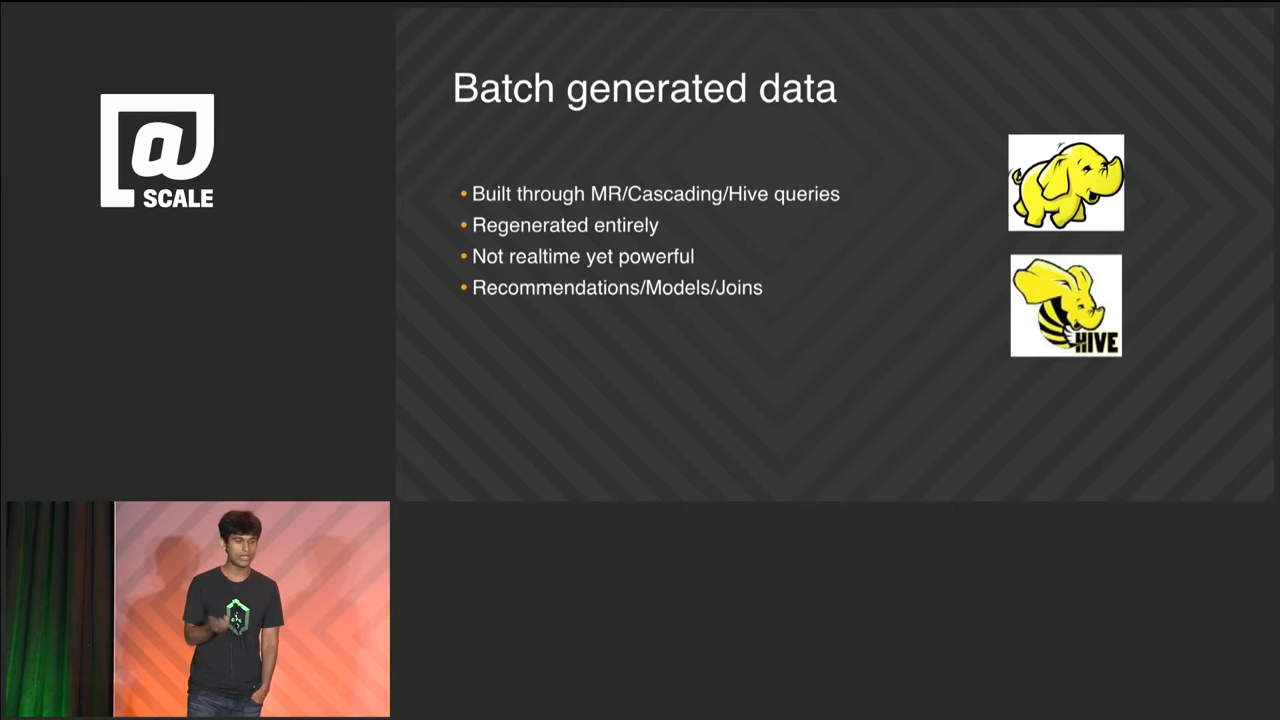 @
SCALE
Batch generated data
• Built through MR/Cascading/Hive queries
• Regenerated entirely
• Not realtime yet powerful
• Recommendations/Models/Joins
HIVE